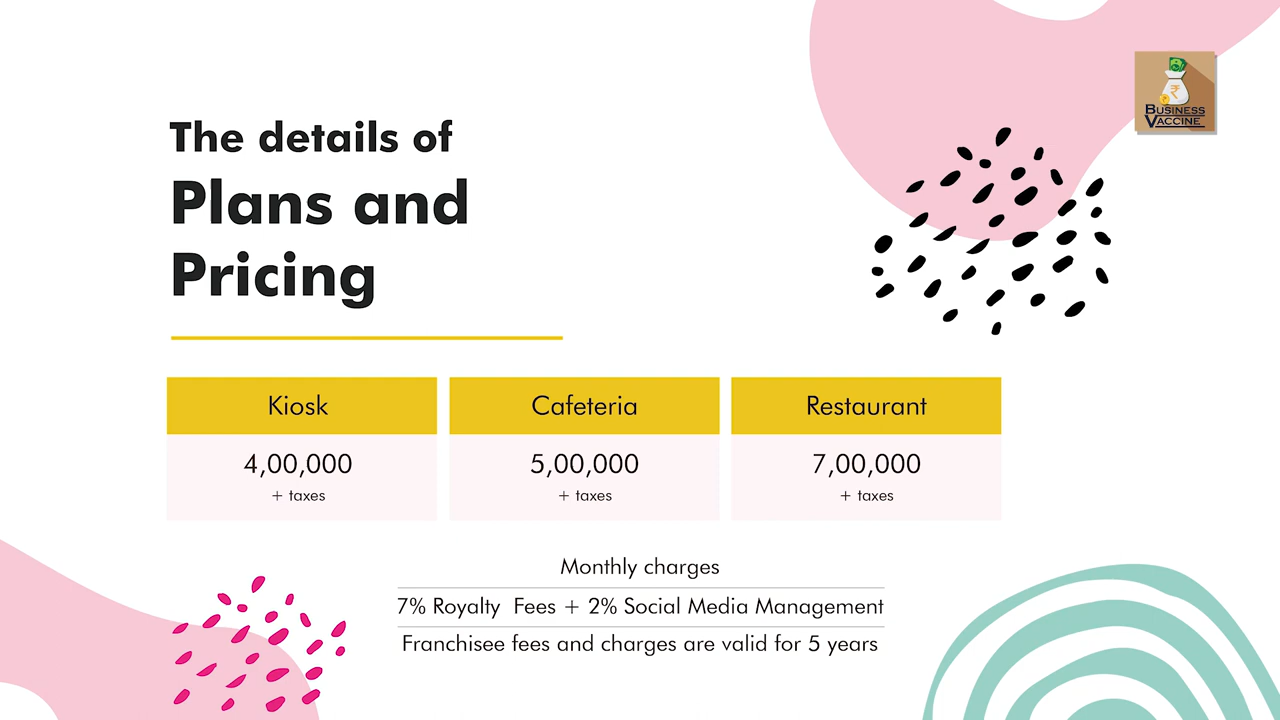 The details of
Plans and
Pricing
BUSINESS
VACCINE
Kiosk
Cafeteria
Restaurant
4,00,000
+ taxes
5,00,000
+ taxes
7,00,000
+ taxes
Monthly charges
7% Royalty Fees + 2% Social Media Management
Franchisee fees and charges are valid for 5 years